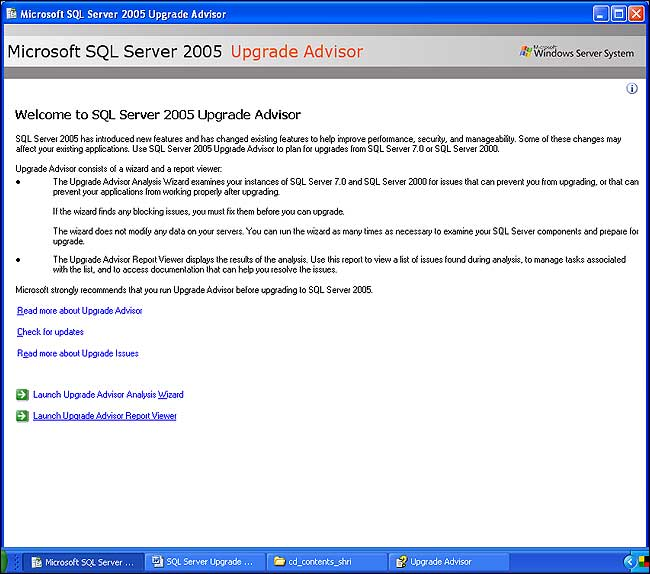 Microsoft SQL Server 2005 Upgrade Advisor
Microsoft SQL Server 2005 Upgrade Advisor
Microsoft
Windows Server System
Welcome to SQL Server 2005 Upgrade Advisor
SQL Server 2005 has introduced new features and has changed existing features to help improve performance, security, and manageability. Some of these changes may
affect your existing applications. Use SQL Server 2005 Upgrade Advisor to plan for upgrades from SQL Server 7.0 or SQL Server 2000.
Upgrade Advisor consists of a wizard and a report viewer:
• The Upgrade Advisor Analysis Wizard examines your instances of SQL Server 7.0 and SQL Server 2000 for issues that can prevent you from upgrading, or that can
prevent your applications from working properly after upgrading.
If the wizard finds any blocking issues, you must fix them before you can upgrade.
The wizard does not modify any data on your servers. You can run the wizard as many times as necessary to examine your SQL Server components and prepare for
upgrade.
• The Upgrade Advisor Report Viewer displays the results of the analysis. Use this report to view a list of issues found during analysis, to manage tasks associated
with the list, and to access documentation that can help you resolve the issues.
Microsoft strongly recommends that you run Upgrade Advisor before upgrading to SQL Server 2005.
Read more about Upgrade Advisor
Check for updates
Read more about Upgrade Issues
Launch Upgrade Advisor Analysis Wizard
Launch Upgrade Advisor Report Viewer
Microsoft SQL Server ... SQL Server Upgrade ... cd_contents_shri Upgrade Advisor